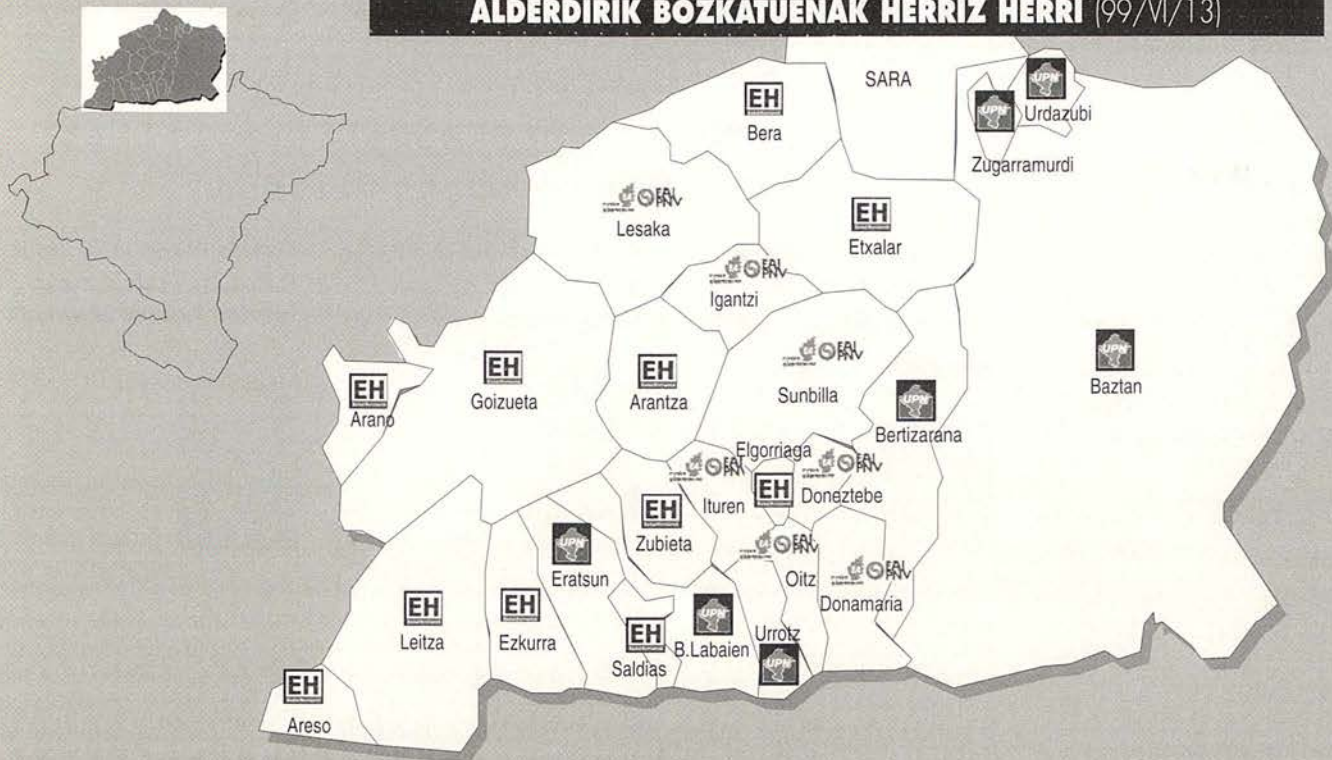 ALDERDIRIK BOZKATUENAK HERRIZ HERRI (99/VI/13)
SARA
EH
Bera
UPN
Urdazubi
UPN
Zugarramurdi
EAJ
PNV
Lesaka
EH
Etxalar
EAJ
PNV
Igantzi
EAJ
PNV
Sunbilla
UPN
Baztan
EH
Goizueta
EH
Arantza
EH
Arano
UPN
Bertizarana
Elgorriaga
EH
EAJ
PNV
Doneztebe
EAJ
PNV
Ituren
EH
Zubieta
UPN
Eratsun
EAJ
PNV
Oitz
EAJ
PNV
Donamaria
EH
Leitza
EH
Ezkurra
EH
Saldias
UPN
B.Labaien
Urrotz
UPN
EH
Areso